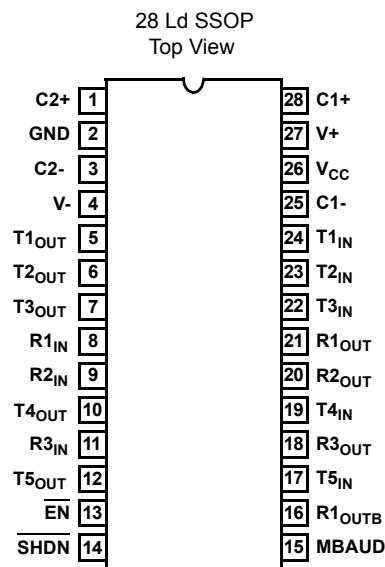 28 Ld SSOP
Top View
C2+ 1 28 C1+
GND 2 27 V+
C2- 3 26 VCC
V- 4 25 C1-
T1OUT 5 24 T1IN
T2OUT 6 23 T2IN
T3OUT 7 22 T3IN
R1IN 8 21 R1OUT
R2IN 9 20 R2OUT
T4OUT 10 19 T4IN
R3IN 11 18 R3OUT
T5OUT 12 17 T5IN
EN 13 16 R1OUTB
SHDN 14 15 MBAUD